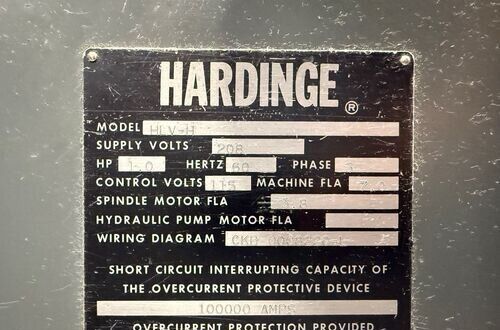 HARDINGE ®
MODEL HLV-H
SUPPLY VOLTS 208
HP 1.0 HERTZ 60 PHASE 3
CONTROL VOLTS 115 MACHINE FLA
SPINDLE MOTOR FLA 3.8
HYDRAULIC PUMP MOTOR FLA
WIRING DIAGRAM
SHORT CIRCUIT INTERRUPTING CAPACITY OF
THE OVERCURRENT PROTECTIVE DEVICE
100000 AMPS
OVERCURRENT PROTECTION PROVIDED